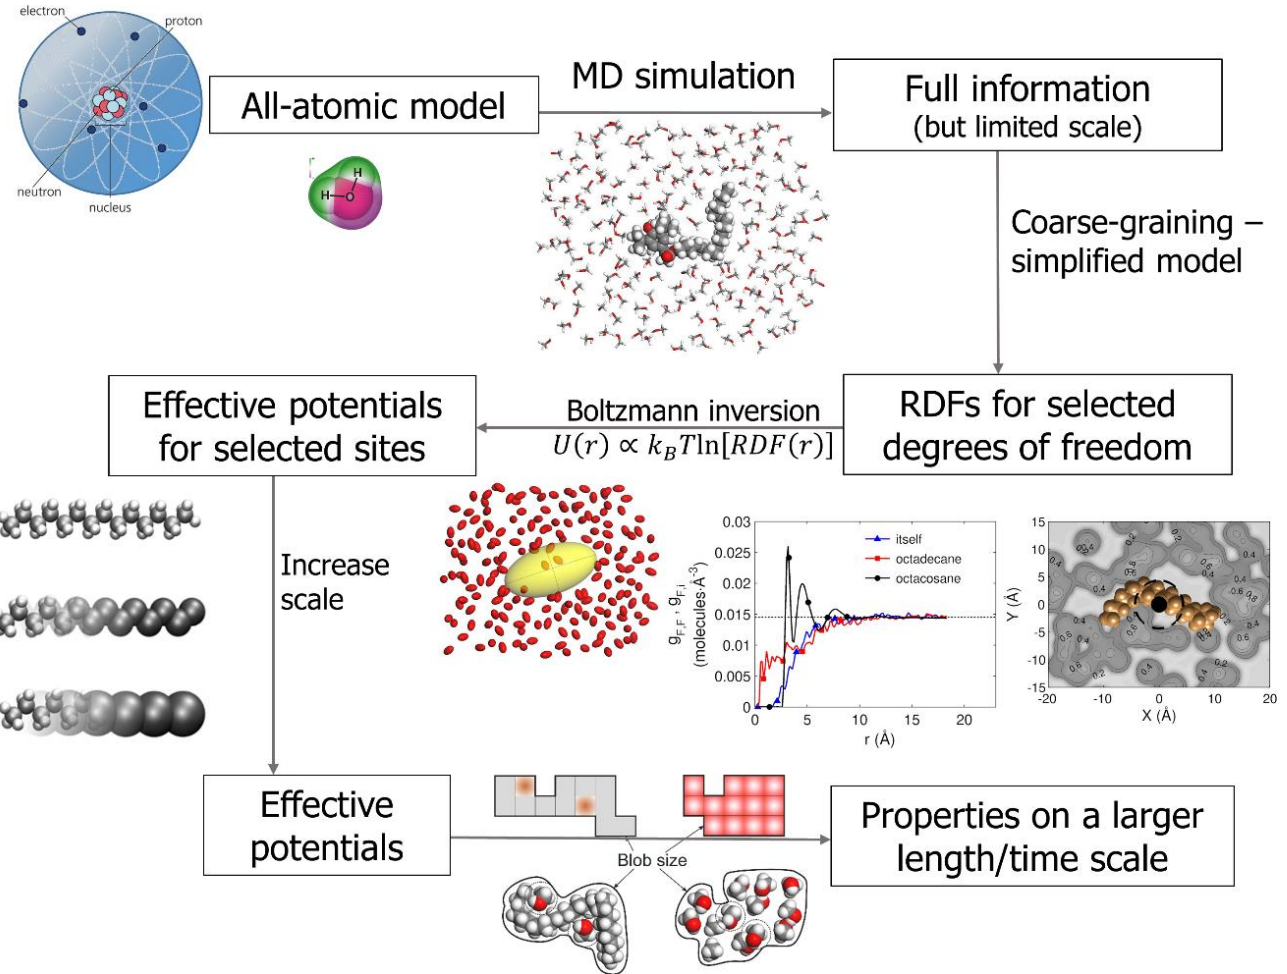 electron
proton
neutron
nucleus
All-atomic model
H
H
O
MD simulation
Full information
(but limited scale)
Coarse-graining –
simplified model
RDFs for selected
degrees of freedom
Boltzmann inversion
U(r) ∝ k_B T ln[RDF(r)]
Effective potentials
for selected sites
Increase
scale
g_F,F , g_F,i
(molecules·Å⁻³)
0.03
0.025
0.02
0.015
0.01
0.005
0
0 5 10 15 20
r (Å)
itself
octadecane
octacosane
Y (Å)
15
10
5
0
-5
-10
-15
-20 -10 0 10 20
X (Å)
Effective
potentials
Blob size
Properties on a larger
length/time scale